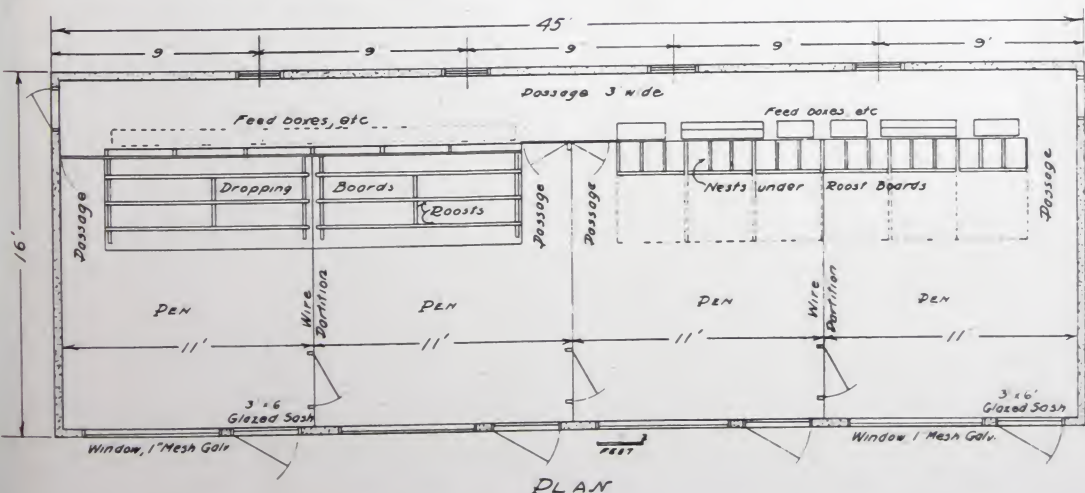 45'
9' 9' 9' 9' 9'
Passage 3' wide
Feed boxes, etc
Feed boxes, etc
Dropping Boards
Roosts
Nests under Roost Boards
Passage
Passage
Passage
Passage
16'
Pen
Wire Partition
Pen
Pen
Wire Partition
Pen
11' 11' 11' 11'
3' x 6'
Glazed Sash
3' x 6'
Glazed Sash
Window, 1" Mesh Galv.
FEET
Window 1" Mesh Galv.
PLAN